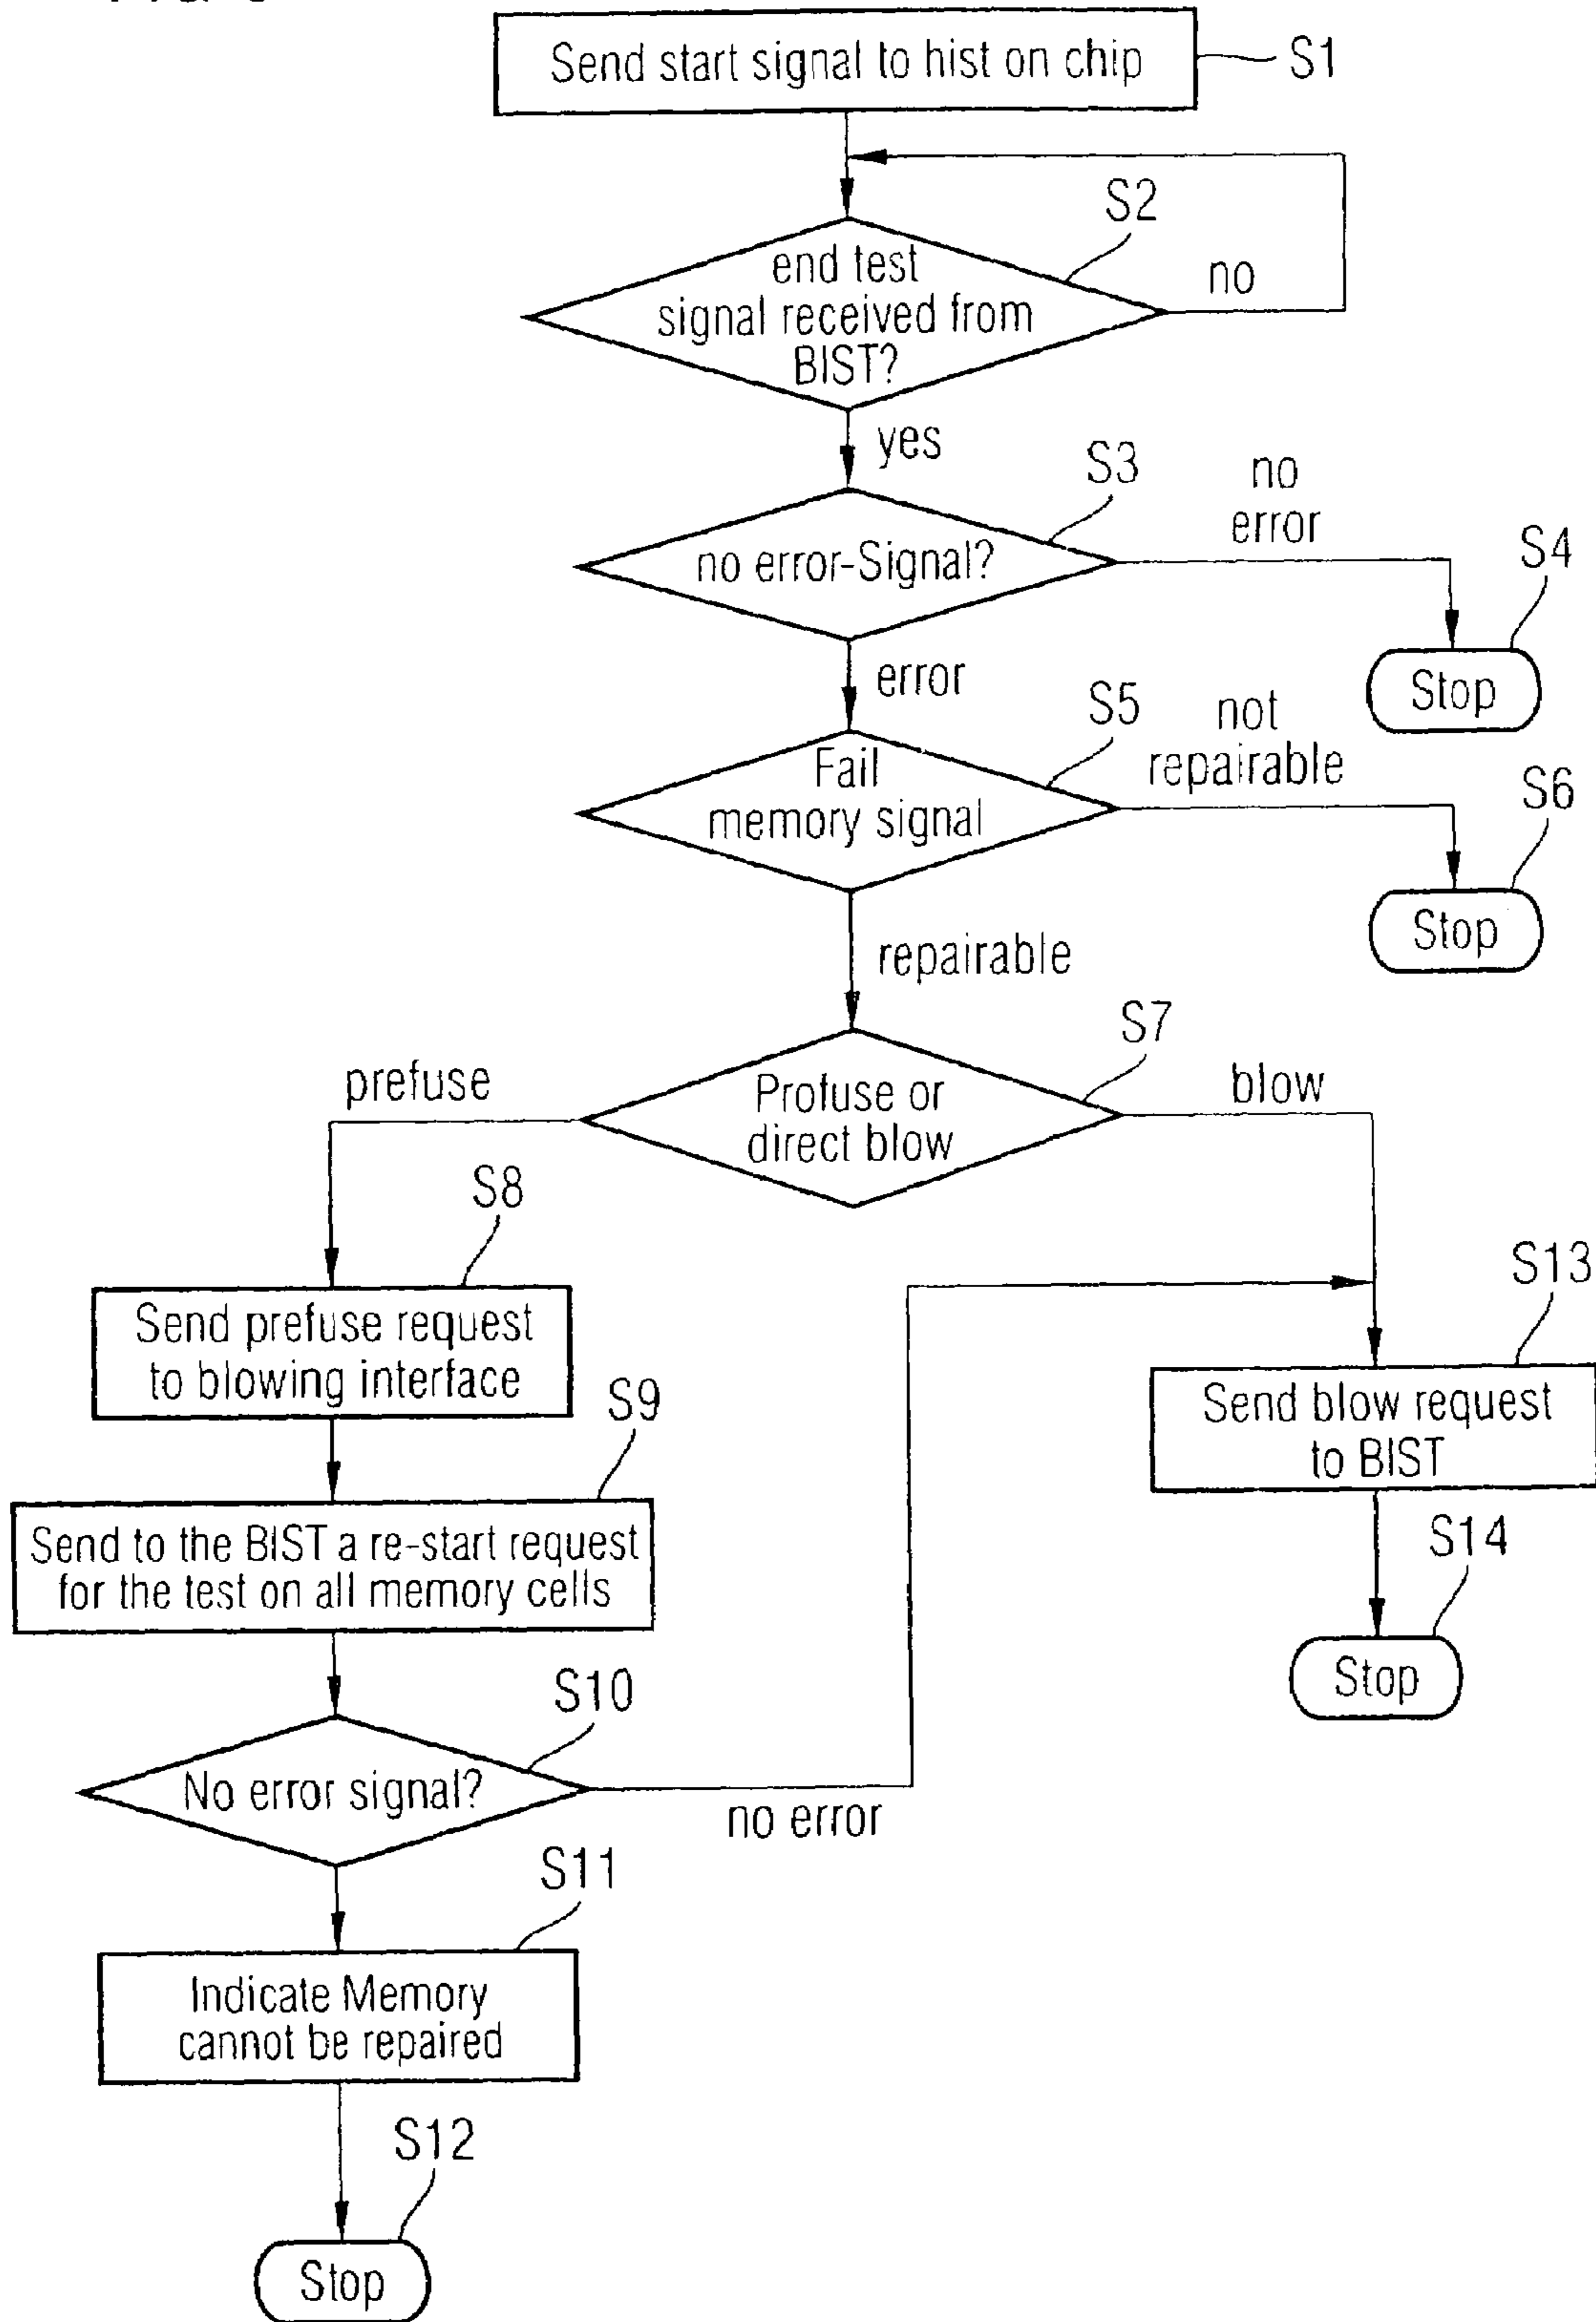 Send start signal to hist on chip
S1
S2
end test
signal received from
BIST?
no
yes
S3
no
error
no error-Signal?
S4
Stop
error
S5
not
repairable
Fail
memory signal
S6
Stop
repairable
S7
prefuse
Profuse or
direct blow
blow
S8
Send prefuse request
to blowing interface
S13
Send blow request
to BIST
S9
Send to the BIST a re-start request
for the test on all memory cells
S14
Stop
S10
No error signal?
no error
S11
Indicate Memory
cannot be repaired
S12
Stop